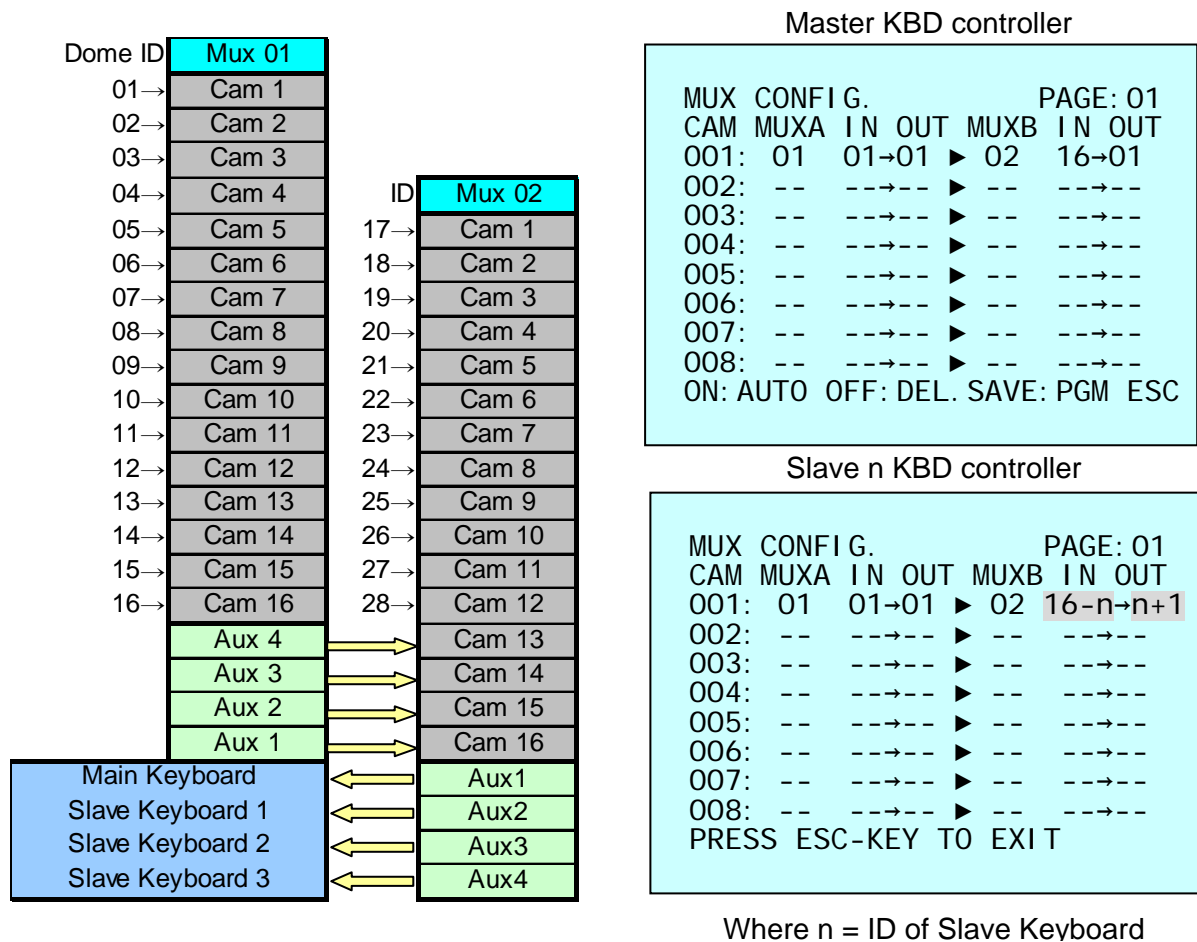 Dome ID Mux 01
01→ Cam 1
02→ Cam 2
03→ Cam 3
04→ Cam 4
05→ Cam 5
06→ Cam 6
07→ Cam 7
08→ Cam 8
09→ Cam 9
10→ Cam 10
11→ Cam 11
12→ Cam 12
13→ Cam 13
14→ Cam 14
15→ Cam 15
16→ Cam 16
Aux 4
Aux 3
Aux 2
Aux 1
ID Mux 02
17→ Cam 1
18→ Cam 2
19→ Cam 3
20→ Cam 4
21→ Cam 5
22→ Cam 6
23→ Cam 7
24→ Cam 8
25→ Cam 9
26→ Cam 10
27→ Cam 11
28→ Cam 12
Cam 13
Cam 14
Cam 15
Cam 16
Main Keyboard Aux1
Slave Keyboard 1 Aux2
Slave Keyboard 2 Aux3
Slave Keyboard 3 Aux4
Master KBD controller
MUX CONFIG. PAGE:01
CAM MUXA IN OUT MUXB IN OUT
001: 01 01→01 ► 02 16→01
002: -- --→-- ► -- --→--
003: -- --→-- ► -- --→--
004: -- --→-- ► -- --→--
005: -- --→-- ► -- --→--
006: -- --→-- ► -- --→--
007: -- --→-- ► -- --→--
008: -- --→-- ► -- --→--
ON:AUTO OFF:DEL. SAVE:PGM ESC
Slave n KBD controller
MUX CONFIG. PAGE:01
CAM MUXA IN OUT MUXB IN OUT
001: 01 01→01 ► 02 16-n→n+1
002: -- --→-- ► -- --→--
003: -- --→-- ► -- --→--
004: -- --→-- ► -- --→--
005: -- --→-- ► -- --→--
006: -- --→-- ► -- --→--
007: -- --→-- ► -- --→--
008: -- --→-- ► -- --→--
PRESS ESC-KEY TO EXIT
Where n = ID of Slave Keyboard